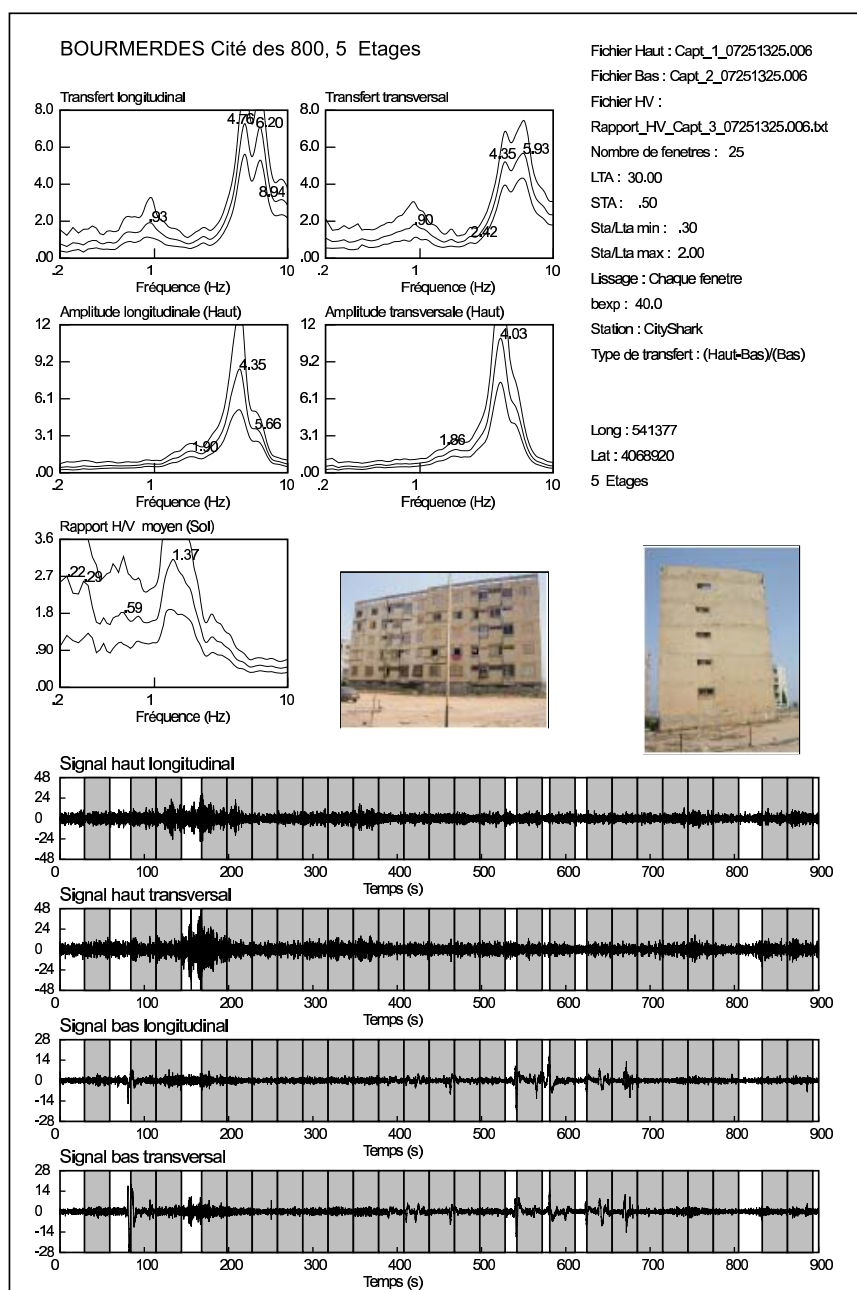 BOURMERDES Cité des 800, 5 Etages
Fichier Haut : Capt_1_07251325.006
Fichier Bas : Capt_2_07251325.006
Fichier HV :
Rapport_HV_Capt_3_07251325.006.txt
Nombre de fenetres : 25
LTA : 30.00
STA : .50
Sta/Lta min : .30
Sta/Lta max : 2.00
Lissage : Chaque fenetre
bexp : 40.0
Station : CityShark
Type de transfert : (Haut-Bas)/(Bas)
Long : 541377
Lat : 4068920
5 Etages
Transfert longitudinal
8.0
6.0
4.0
2.0
.00
4.76 6.20
8.94
.93
.2 1 10
Fréquence (Hz)
Transfert transversal
8.0
6.0
4.0
2.0
.00
4.35 5.93
.90
2.42
.2 1 10
Fréquence (Hz)
Amplitude longitudinale (Haut)
12
9.2
6.1
3.1
.00
4.35
5.66
1.90
.2 1 10
Fréquence (Hz)
Amplitude transversale (Haut)
12
9.2
6.1
3.1
.00
4.03
1.86
.2 1 10
Fréquence (Hz)
Rapport H/V moyen (Sol)
3.6
2.7
1.8
.90
.00
.22 .29
.59
1.37
.2 1 10
Fréquence (Hz)
Signal haut longitudinal
48
24
0
-24
-48
0 100 200 300 400 500 600 700 800 900
Temps (s)
Signal haut transversal
48
24
0
-24
-48
0 100 200 300 400 500 600 700 800 900
Temps (s)
Signal bas longitudinal
28
14
0
-14
-28
0 100 200 300 400 500 600 700 800 900
Temps (s)
Signal bas transversal
28
14
0
-14
-28
0 100 200 300 400 500 600 700 800 900
Temps (s)